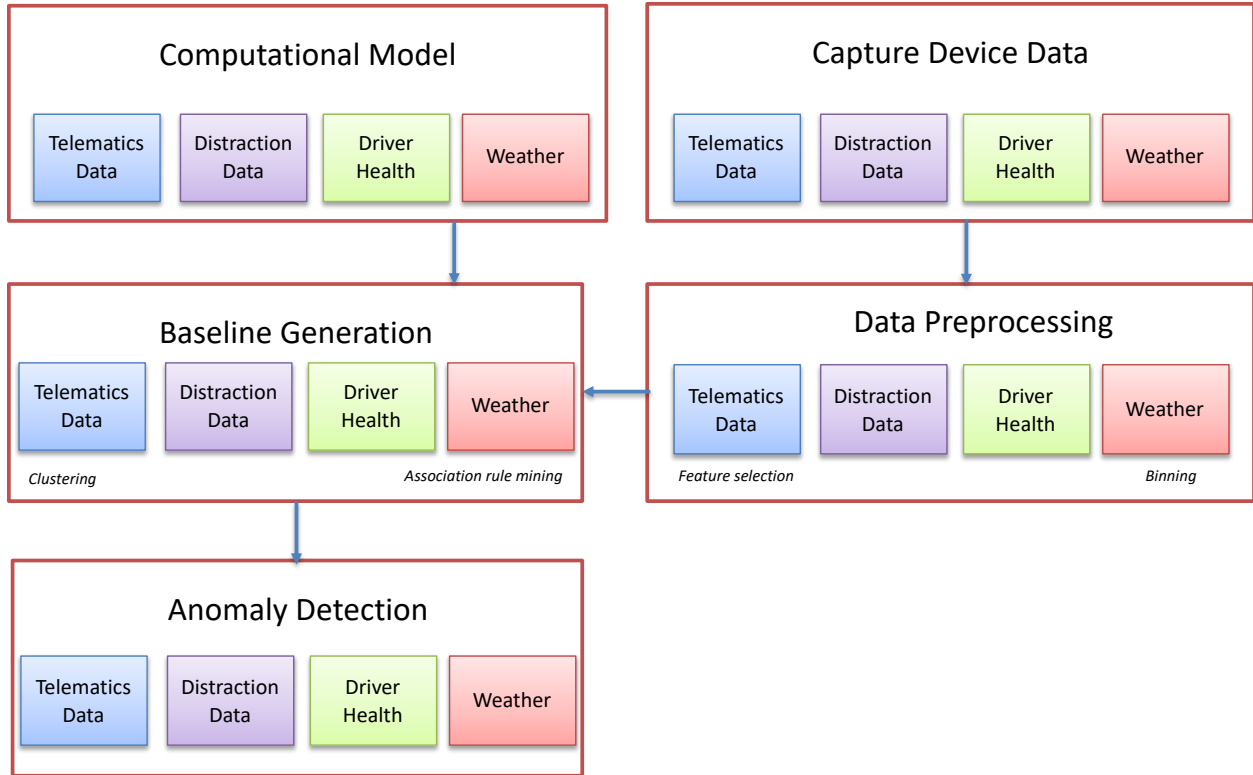 Computational Model
Telematics
Data
Distraction
Data
Driver
Health
Weather
Capture Device Data
Telematics
Data
Distraction
Data
Driver
Health
Weather
Baseline Generation
Telematics
Data
Distraction
Data
Driver
Health
Weather
Clustering
Association rule mining
Data Preprocessing
Telematics
Data
Distraction
Data
Driver
Health
Weather
Feature selection
Binning
Anomaly Detection
Telematics
Data
Distraction
Data
Driver
Health
Weather